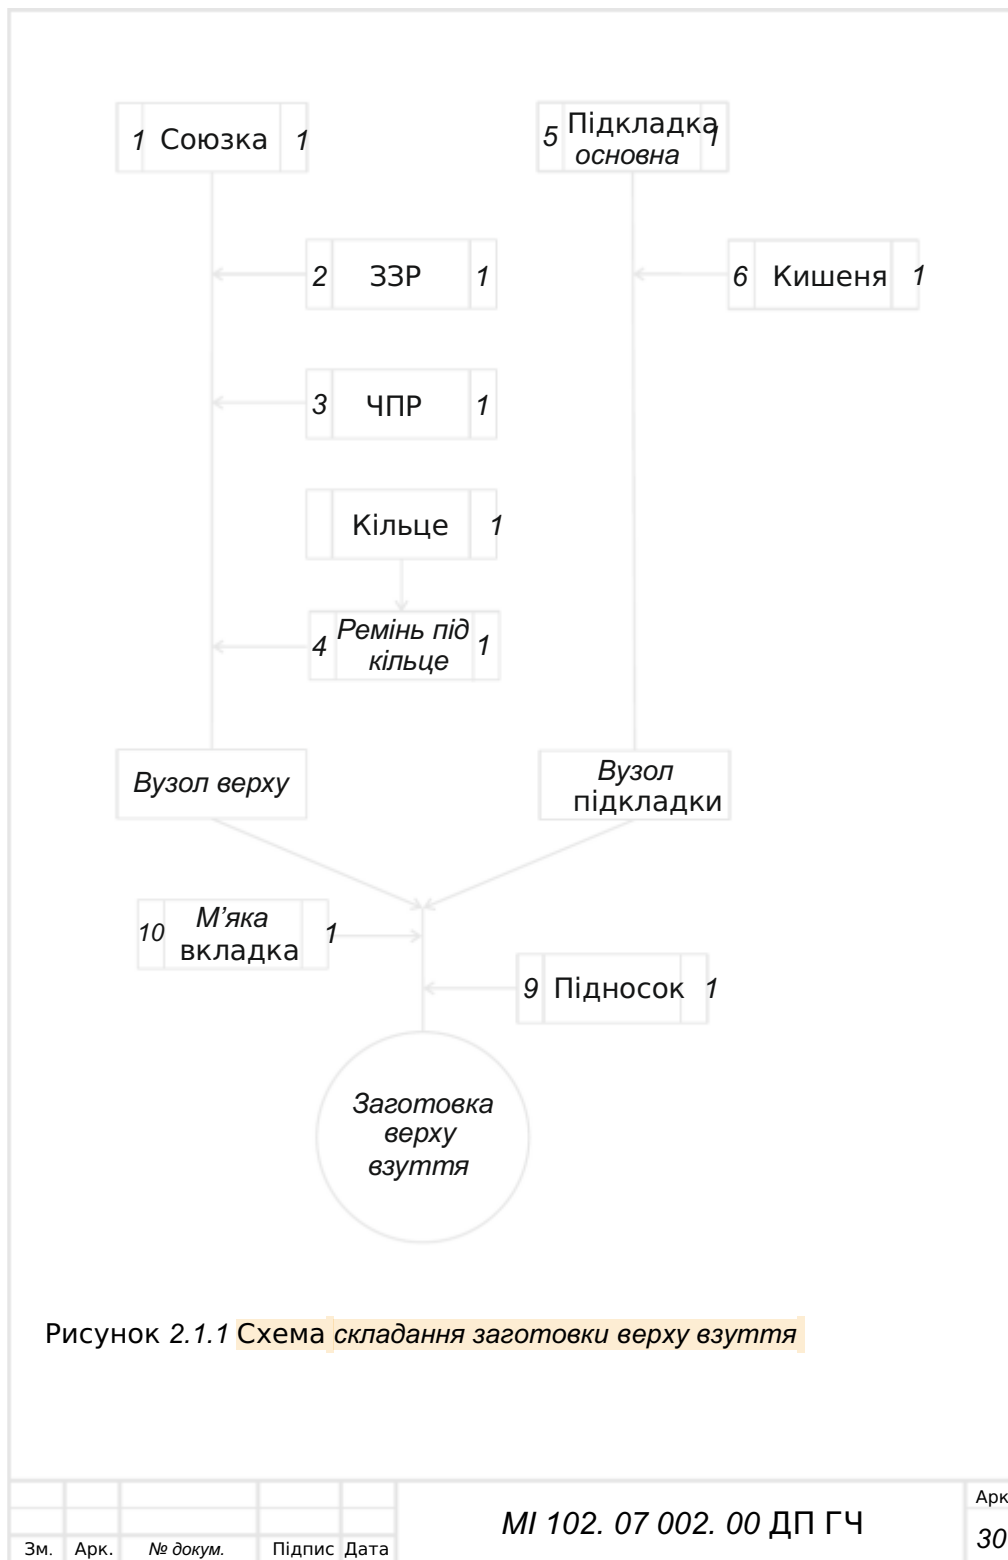 1 Союзка 1
5 Підкладка 1
основна
2 ЗЗР 1
6 Кишеня 1
3 ЧПР 1
Кільце 1
4 Ремінь під 1
кільце
Вузол верху
Вузол
підкладки
10 М’яка 1
вкладка
9 Підносок 1
Заготовка
верху
взуття
Рисунок 2.1.1 Схема складання заготовки верху взуття
МІ 102. 07 002. 00 ДП ГЧ
Арк
30
Зм. Арк. № докум. Підпис Дата